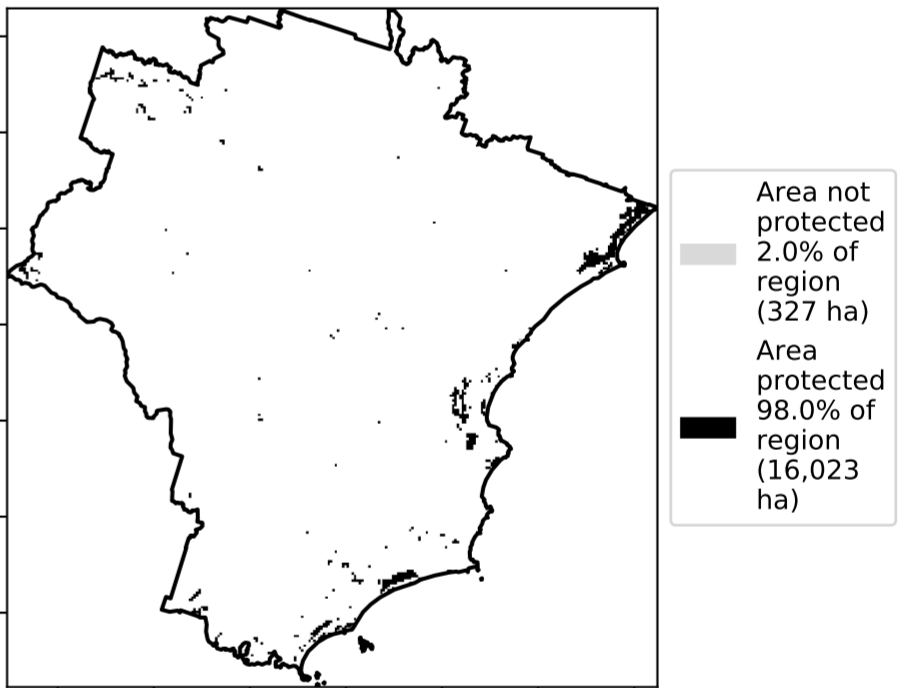 Area not
protected
2.0% of
region
(327 ha)
Area
protected
98.0% of
region
(16,023
ha)